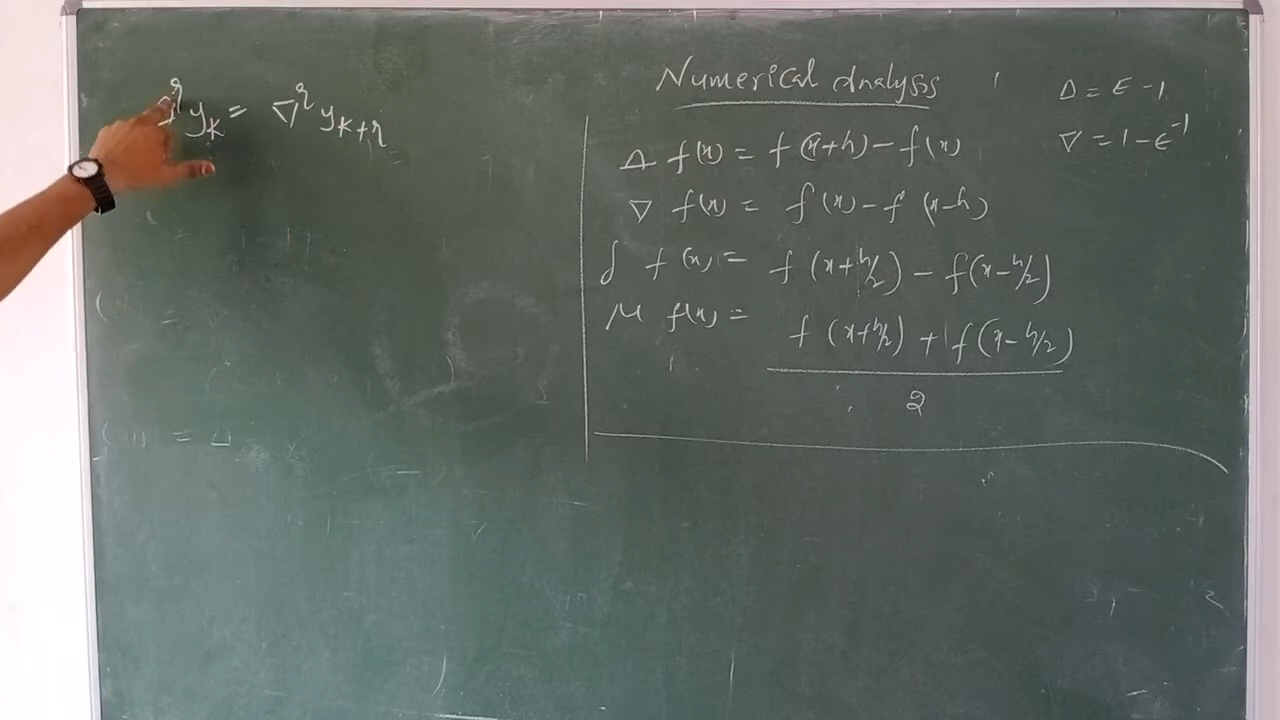 Δ^r y_k = ∇^r y_{k+r}
Numerical Analysis
Δ f(x) = f(x+h) − f(x)
∇ f(x) = f(x) − f(x−h)
δ f(x) = f(x+h/2) − f(x−h/2)
μ f(x) = f(x+h/2) + f(x−h/2)
2
Δ = E − 1
∇ = 1 − E^{-1}